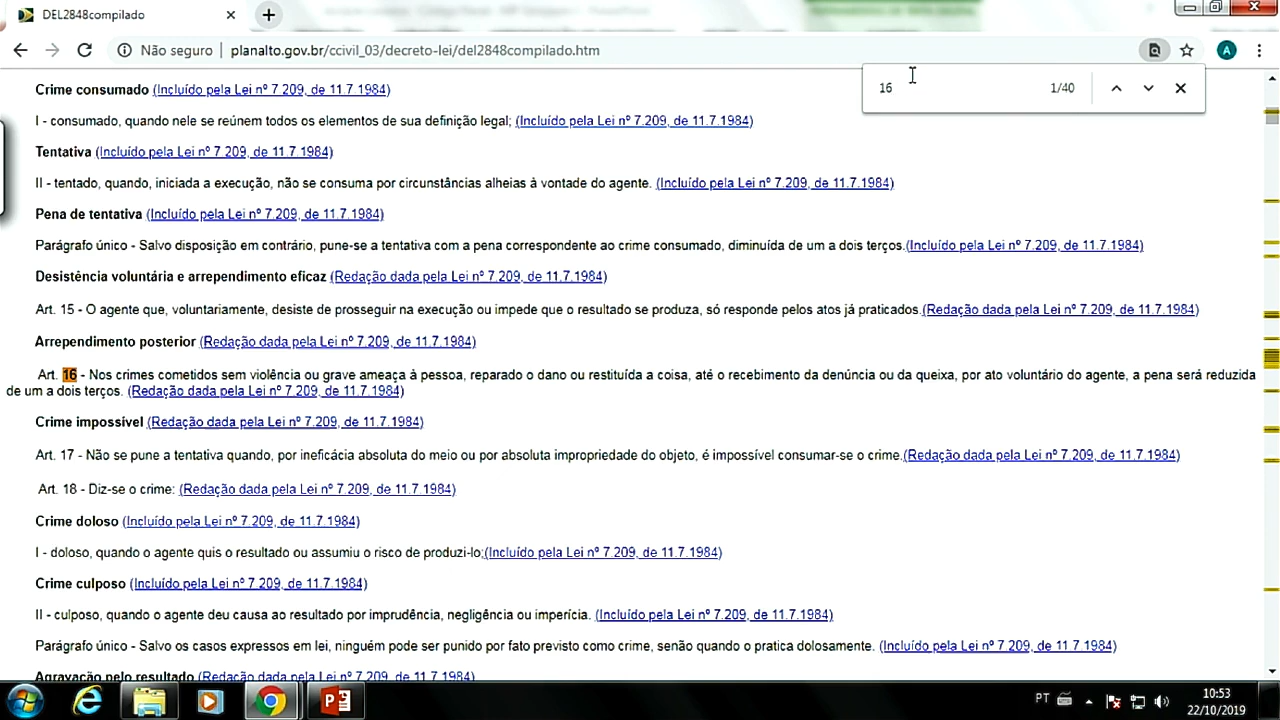 DEL2848compilado
Não seguro | planalto.gov.br/ccivil_03/decreto-lei/del2848compilado.htm
A
16 1/40
Crime consumado (Incluído pela Lei nº 7.209, de 11.7.1984)
I - consumado, quando nele se reúnem todos os elementos de sua definição legal; (Incluído pela Lei nº 7.209, de 11.7.1984)
Tentativa (Incluído pela Lei nº 7.209, de 11.7.1984)
II - tentado, quando, iniciada a execução, não se consuma por circunstâncias alheias à vontade do agente. (Incluído pela Lei nº 7.209, de 11.7.1984)
Pena de tentativa (Incluído pela Lei nº 7.209, de 11.7.1984)
Parágrafo único - Salvo disposição em contrário, pune-se a tentativa com a pena correspondente ao crime consumado, diminuída de um a dois terços.(Incluído pela Lei nº 7.209, de 11.7.1984)
Desistência voluntária e arrependimento eficaz (Redação dada pela Lei nº 7.209, de 11.7.1984)
Art. 15 - O agente que, voluntariamente, desiste de prosseguir na execução ou impede que o resultado se produza, só responde pelos atos já praticados.(Redação dada pela Lei nº 7.209, de 11.7.1984)
Arrependimento posterior (Redação dada pela Lei nº 7.209, de 11.7.1984)
Art. 16 - Nos crimes cometidos sem violência ou grave ameaça à pessoa, reparado o dano ou restituída a coisa, até o recebimento da denúncia ou da queixa, por ato voluntário do agente, a pena será reduzida
de um a dois terços. (Redação dada pela Lei nº 7.209, de 11.7.1984)
Crime impossível (Redação dada pela Lei nº 7.209, de 11.7.1984)
Art. 17 - Não se pune a tentativa quando, por ineficácia absoluta do meio ou por absoluta impropriedade do objeto, é impossível consumar-se o crime.(Redação dada pela Lei nº 7.209, de 11.7.1984)
Art. 18 - Diz-se o crime: (Redação dada pela Lei nº 7.209, de 11.7.1984)
Crime doloso (Incluído pela Lei nº 7.209, de 11.7.1984)
I - doloso, quando o agente quis o resultado ou assumiu o risco de produzi-lo;(Incluído pela Lei nº 7.209, de 11.7.1984)
Crime culposo (Incluído pela Lei nº 7.209, de 11.7.1984)
II - culposo, quando o agente deu causa ao resultado por imprudência, negligência ou imperícia. (Incluído pela Lei nº 7.209, de 11.7.1984)
Parágrafo único - Salvo os casos expressos em lei, ninguém pode ser punido por fato previsto como crime, senão quando o pratica dolosamente. (Incluído pela Lei nº 7.209, de 11.7.1984)
Agravação pelo resultado (Redação dada pela Lei nº 7.209, de 11.7.1984)
PT
10:53
22/10/2019